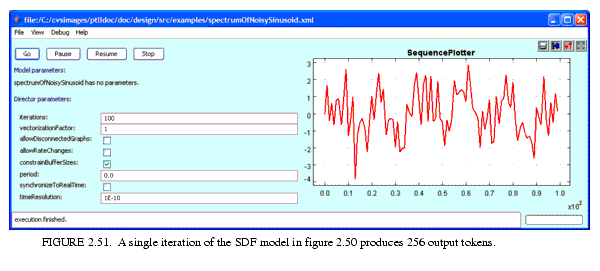 file:/C:/cvsimages/ptIIdoc/doc/design/src/examples/spectrumOfNoisySinusoid.xml
File View Debug Help
Go Pause Resume Stop
Model parameters:
spectrumOfNoisySinusoid has no parameters.
Director parameters:
iterations: 100
vectorizationFactor: 1
allowDisconnectedGraphs:
allowRateChanges:
constrainBufferSizes:
period: 0.0
synchronizeToRealTime:
timeResolution: 1E-10
SequencePlotter
3
2
1
0
-1
-2
-3
-4
0.0 0.1 0.2 0.3 0.4 0.5 0.6 0.7 0.8 0.9 1.0
x10^2
execution finished.
FIGURE 2.51. A single iteration of the SDF model in figure 2.50 produces 256 output tokens.